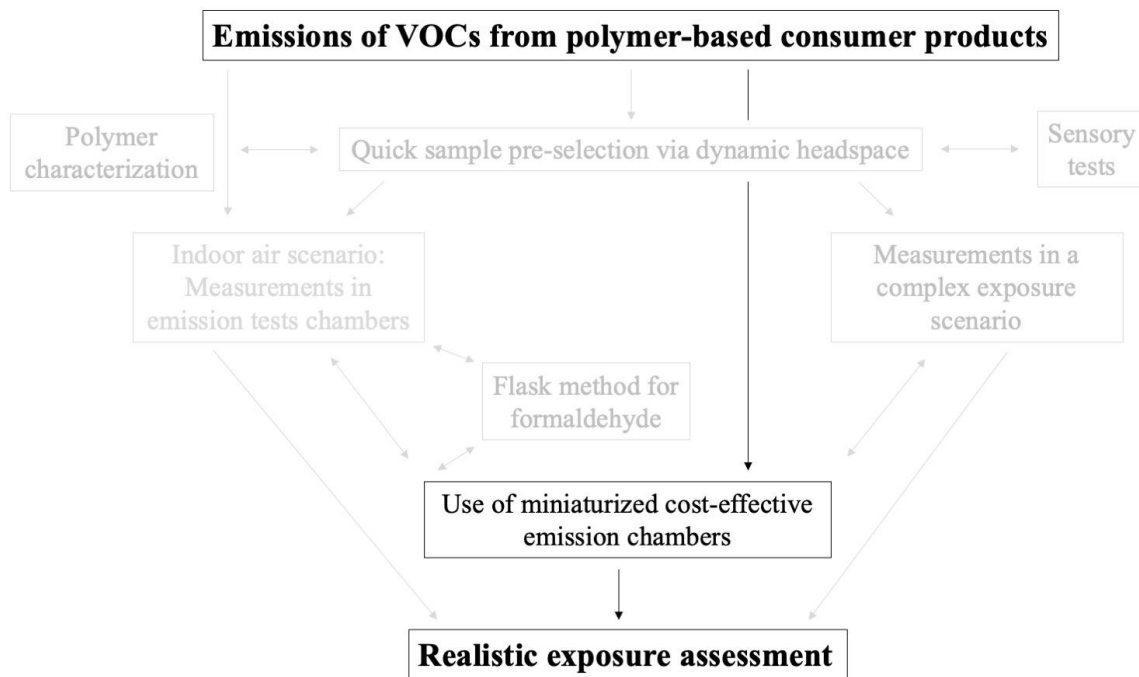 Emissions of VOCs from polymer-based consumer products
Polymer
characterization
Quick sample pre-selection via dynamic headspace
Sensory
tests
Indoor air scenario:
Measurements in
emission tests chambers
Measurements in a
complex exposure
scenario
Flask method for
formaldehyde
Use of miniaturized cost-effective
emission chambers
Realistic exposure assessment